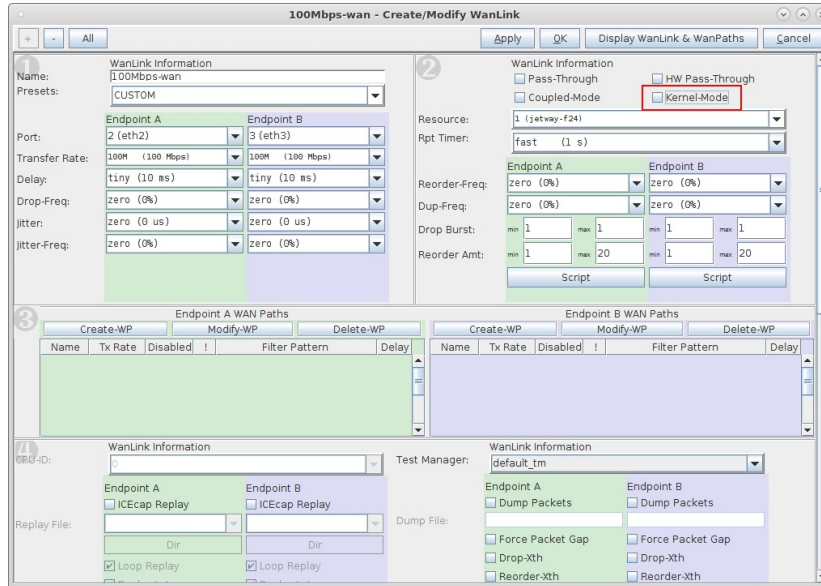 100Mbps-wan - Create/Modify WanLink
+ - All Apply OK Display WanLink & WanPaths Cancel
1
WanLink Information
Name: 100Mbps-wan
Presets: CUSTOM
Endpoint A Endpoint B
Port: 2 (eth2) 3 (eth3)
Transfer Rate: 100M (100 Mbps) 100M (100 Mbps)
Delay: tiny (10 ms) tiny (10 ms)
Drop-Freq: zero (0%) zero (0%)
Jitter: zero (0 us) zero (0 us)
Jitter-Freq: zero (0%) zero (0%)
2
WanLink Information
Pass-Through HW Pass-Through
Coupled-Mode Kernel-Mode
Resource: 1 (jetway-f24)
Rpt Timer: fast (1 s)
Endpoint A Endpoint B
Reorder-Freq: zero (0%) zero (0%)
Dup-Freq: zero (0%) zero (0%)
Drop Burst: min 1 max 1 min 1 max 1
Reorder Amt: min 1 max 20 min 1 max 20
Script Script
3
Endpoint A WAN Paths
Create-WP Modify-WP Delete-WP
Name Tx Rate Disabled ! Filter Pattern Delay
Endpoint B WAN Paths
Create-WP Modify-WP Delete-WP
Name Tx Rate Disabled ! Filter Pattern Delay
4
WanLink Information
CPU-ID: 0
Endpoint A Endpoint B
ICEcap Replay ICEcap Replay
Replay File:
Dir Dir
Loop Replay Loop Replay
WanLink Information
Test Manager: default_tm
Endpoint A Endpoint B
Dump Packets Dump Packets
Dump File:
Force Packet Gap Force Packet Gap
Drop-Xth Drop-Xth
Reorder-Xth Reorder-Xth